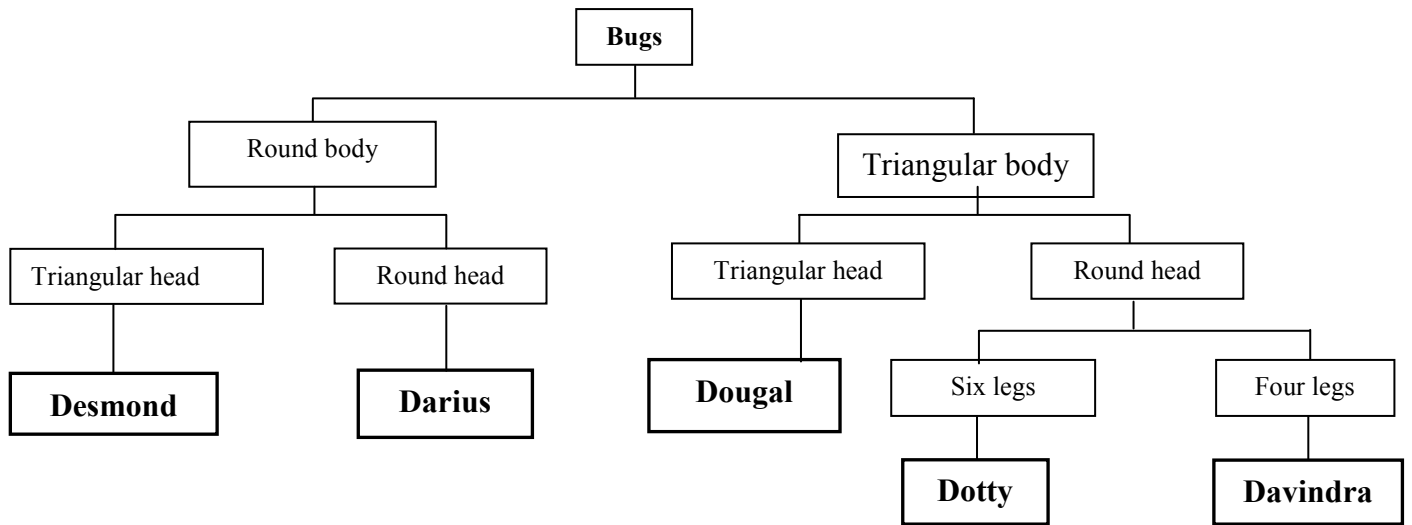 Bugs
Round body
Triangular body
Triangular head
Round head
Triangular head
Round head
Desmond
Darius
Dougal
Six legs
Four legs
Dotty
Davindra